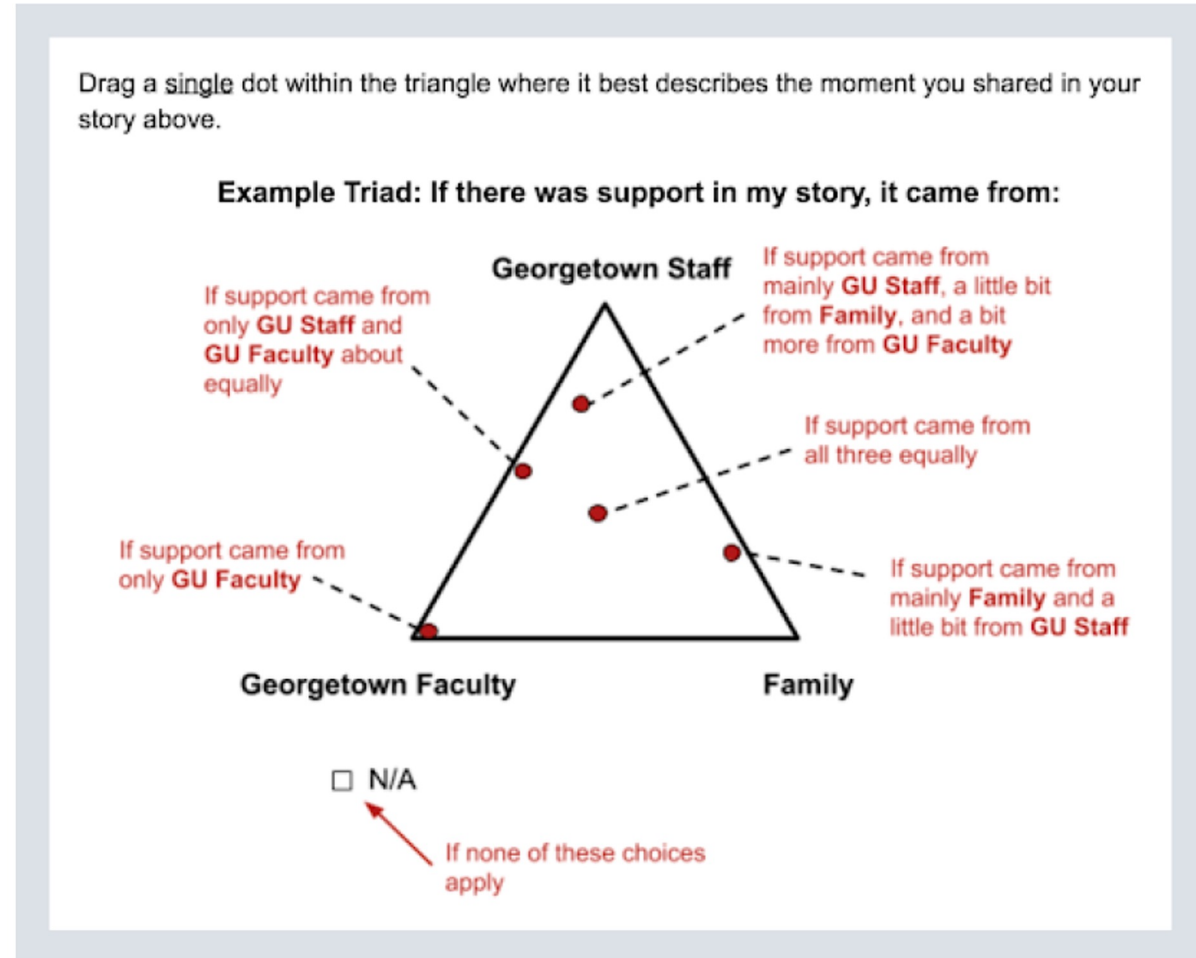 Drag a single dot within the triangle where it best describes the moment you shared in your
story above.
Example Triad: If there was support in my story, it came from:
Georgetown Staff
If support came from
mainly GU Staff, a little bit
from Family, and a bit
more from GU Faculty
If support came from
only GU Staff and
GU Faculty about
equally
If support came from
all three equally
If support came from
only GU Faculty
If support came from
mainly Family and a
little bit from GU Staff
Georgetown Faculty
Family
N/A
If none of these choices
apply